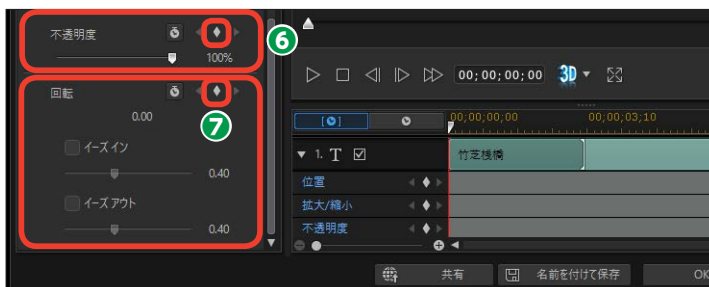 不透明度
100%
6
回転
7
0.00
イーズ イン
0.40
イーズ アウト
0.40
00;00;00;00
3D
00;00;00;00
00;00;03;10
1. T
竹芝桟橋
位置
拡大/縮小
不透明度
共有
名前を付けて保存
OK